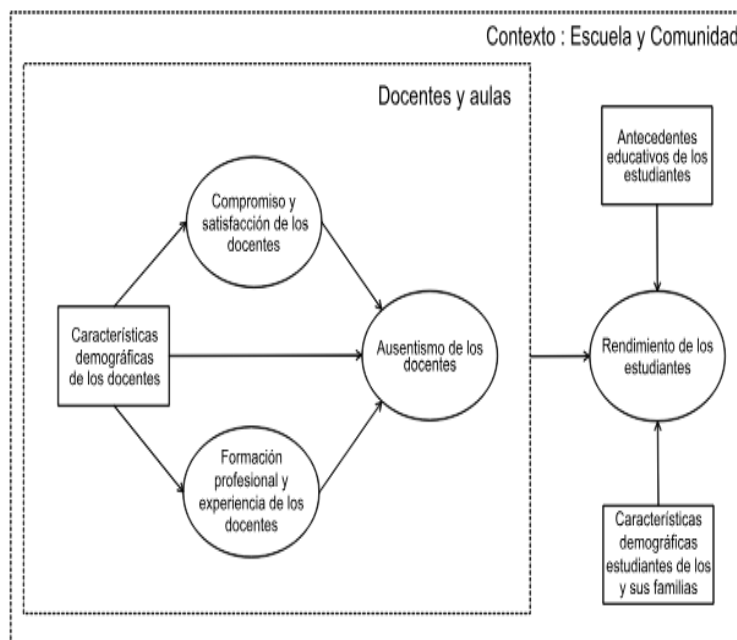 Contexto : Escuela y Comunidad
Docentes y aulas
Antecedentes
educativos de los
estudiantes
Compromiso y
satisfacción de los
docentes
Características
demográficas
de los docentes
Ausentismo de los
docentes
Rendimiento de los
estudiantes
Formación
profesional y
experiencia de los
docentes
Características
demográficas
estudiantes de los
y sus familias